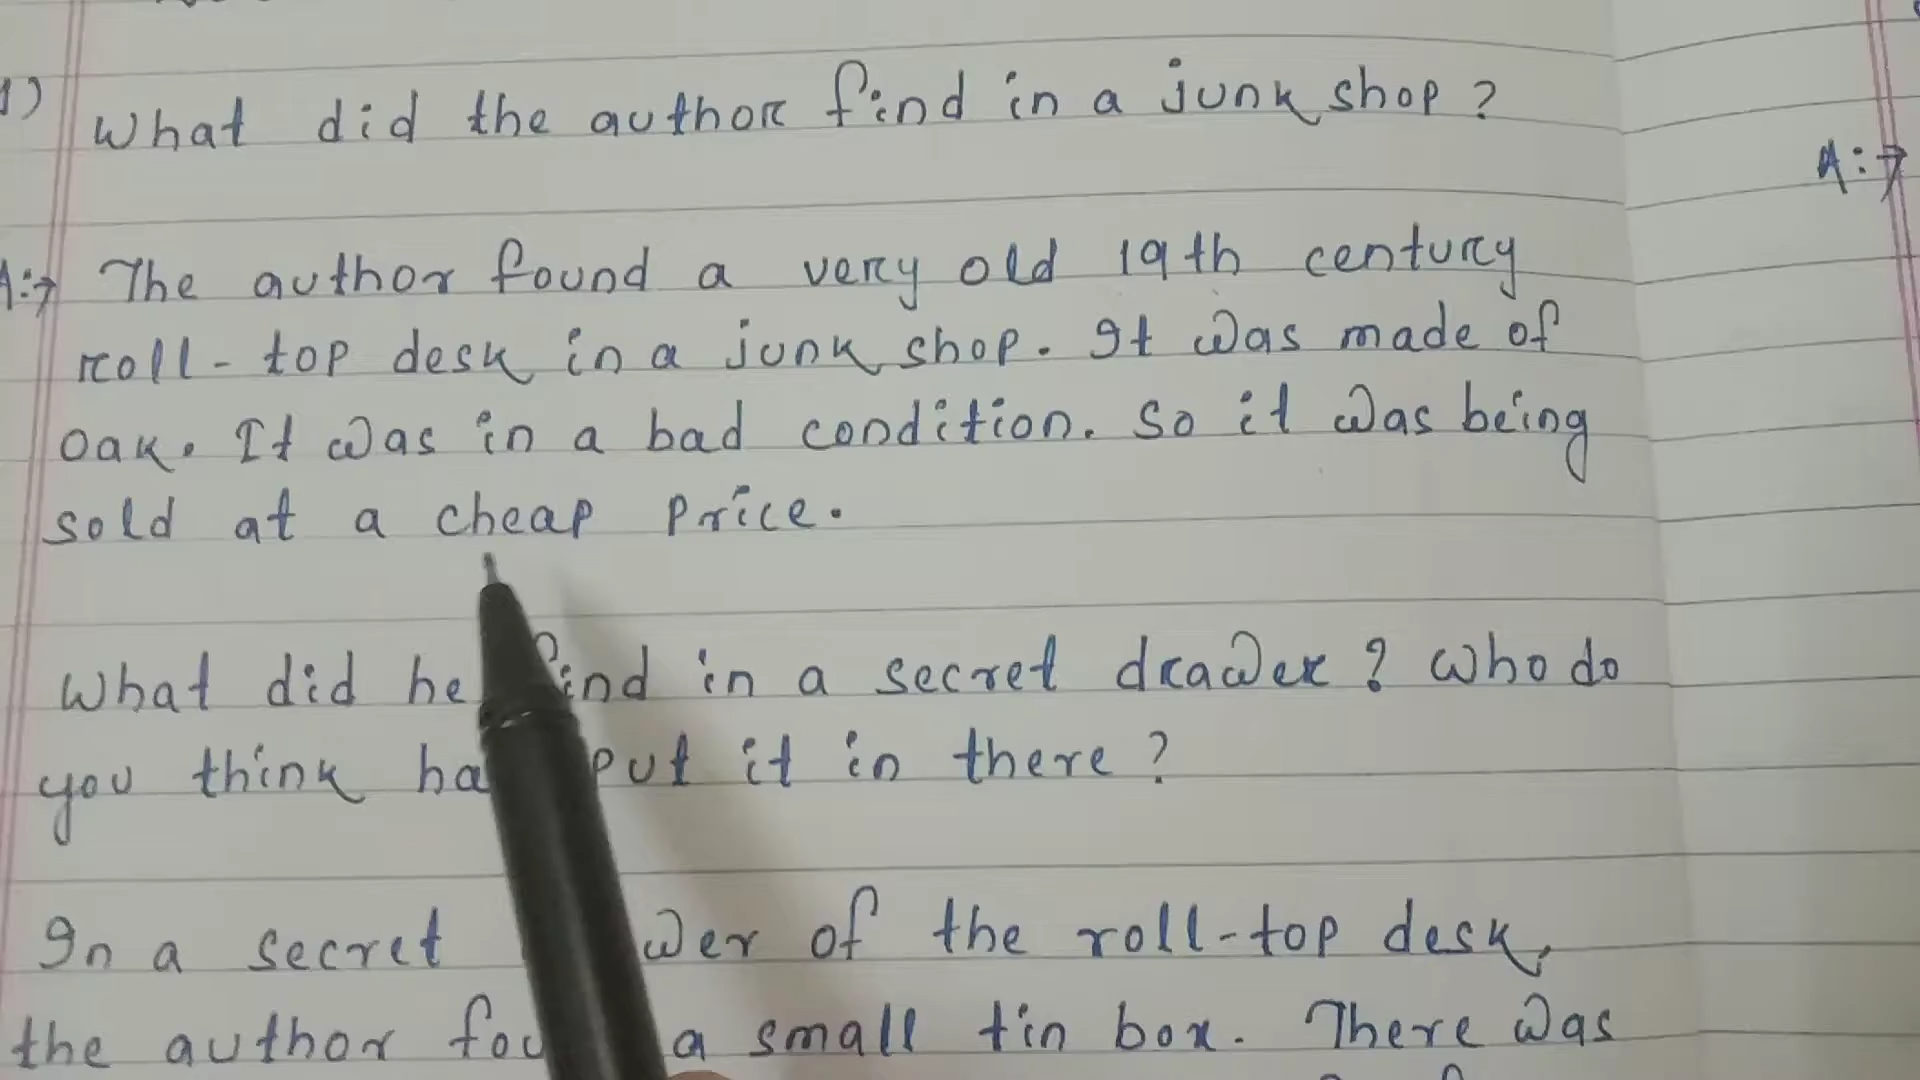 1) What did the author find in a junk shop?
A:→ The author found a very old 19th century
roll-top desk in a junk shop. It was made of
oak. It was in a bad condition. So it was being
sold at a cheap price.
What did he find in a secret drawer? Who do
you think put it in there?
In a secret of the roll-top desk,
the author a small tin box. There was
A:→